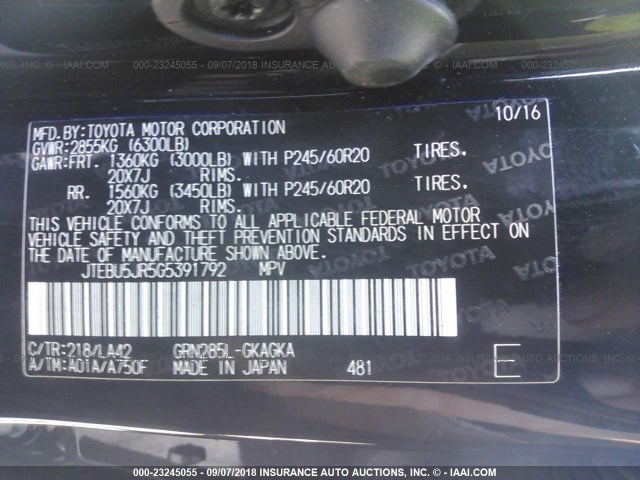 000-23245055 - 09/07/2018 INSURANCE AUTO AUCTIONS, INC. © - IAAI.COM
MFD.BY:TOYOTA MOTOR CORPORATION 10/16
GVWR:2855KG (6300LB)
GAWR:FRT. 1360KG (3000LB) WITH P245/60R20 TIRES.
20X7J RIMS.
RR. 1560KG (3450LB) WITH P245/60R20 TIRES.
20X7J RIMS.
THIS VEHICLE CONFORMS TO ALL APPLICABLE FEDERAL MOTOR
VEHICLE SAFETY AND THEFT PREVENTION STANDARDS IN EFFECT ON
THE DATE OF MANUFACTURE SHOWN ABOVE.
JTEBU5JR5G5391792 MPV
C/TR:218/LA42 GRN285L-GKAGKA
A/TM:A01A/A750F MADE IN JAPAN 481 E
000-23245055 - 09/07/2018 INSURANCE AUTO AUCTIONS, INC. © - IAAI.COM